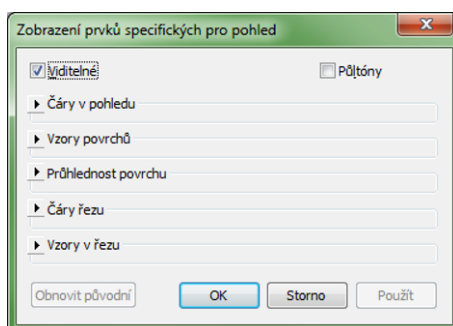 Zobrazení prvků specifických pro pohled
Viditelné
Půltóny
Čáry v pohledu
Vzory povrchů
Průhlednost povrchu
Čáry řezu
Vzory v řezu
Obnovit původní OK Storno Použít